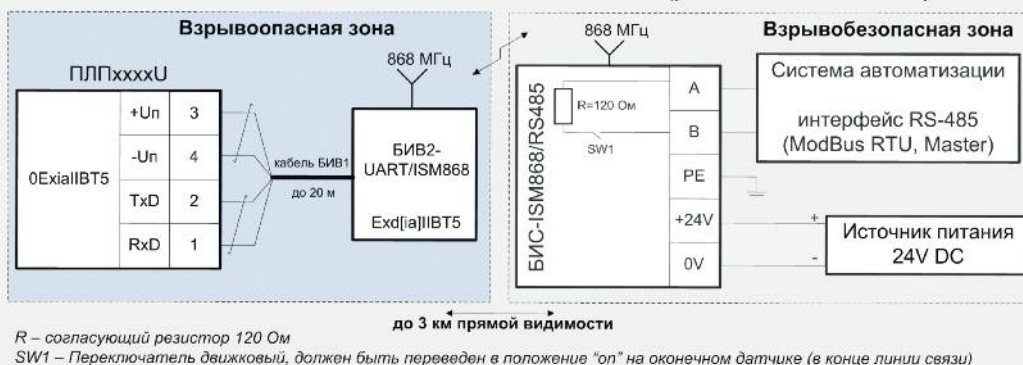 Взрывоопасная зона
868 МГц
ПЛПxxxxU
0ExiaIIBT5
+Uп 3
-Uп 4
TxD 2
RxD 1
кабель БИВ1
до 20 м
БИВ2-
UART/ISM868
Exd[ia]IIBT5
Взрывобезопасная зона
868 МГц
БИС-ISM868/RS485
R=120 Ом
SW1
A
B
PE
+24V
0V
Система автоматизации
интерфейс RS-485
(ModBus RTU, Master)
+
-
Источник питания
24V DC
до 3 км прямой видимости
R – согласующий резистор 120 Ом
SW1 – Переключатель движковый, должен быть переведен в положение “on” на оконечном датчике (в конце линии связи)